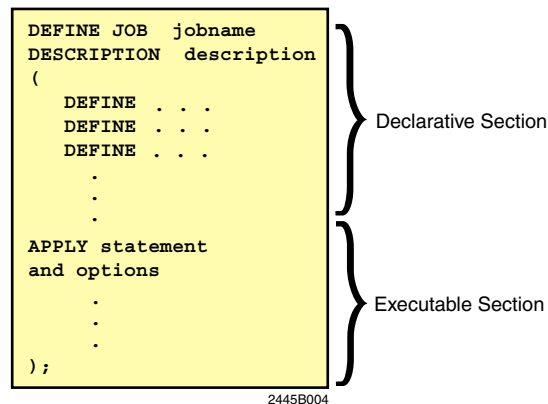 DEFINE JOB jobname
DESCRIPTION description
(
DEFINE . . .
DEFINE . . .
DEFINE . . .
.
.
.
Declarative Section
APPLY statement
and options
.
.
.
);
Executable Section
2445B004